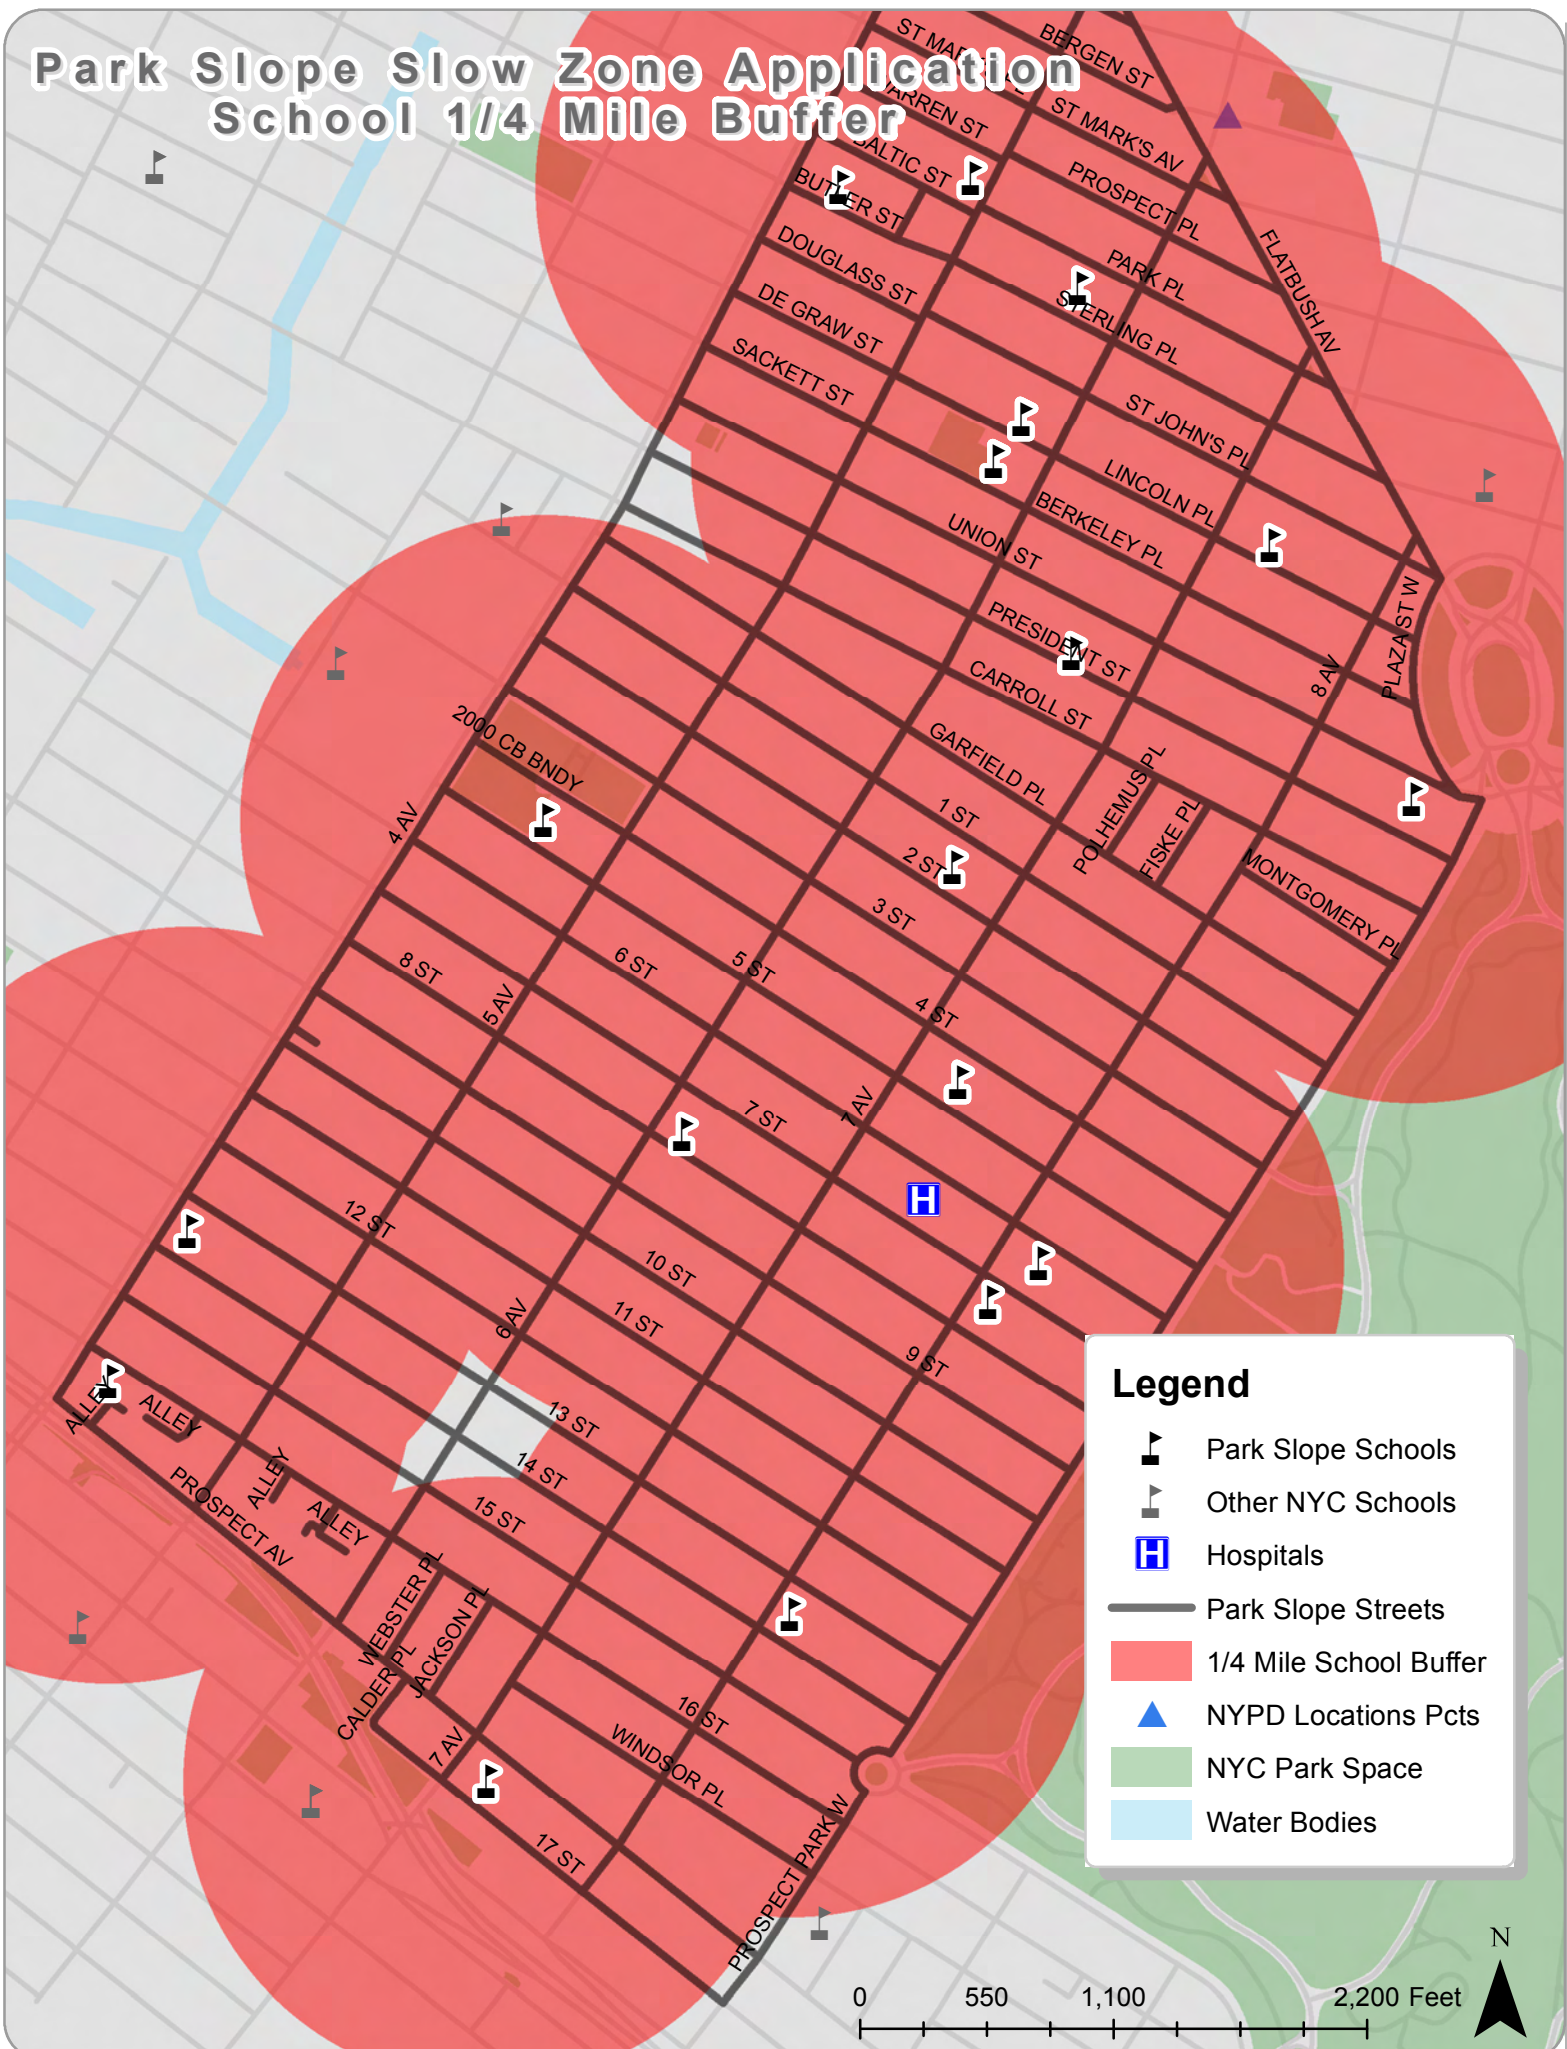 Park Slope Slow Zone Application
School 1/4 Mile Buffer
BERGEN ST
ST MARK'S AV
WARREN ST
BALTIC ST
PROSPECT PL
BUTLER ST
FLATBUSH AV
DOUGLASS ST
PARK PL
DE GRAW ST
STERLING PL
SACKETT ST
ST JOHN'S PL
LINCOLN PL
BERKELEY PL
UNION ST
PLAZA ST W
PRESIDENT ST
8 AV
CARROLL ST
2000 CB BNDY
GARFIELD PL
POLHEMUS PL
FISKE PL
4 AV
1 ST
2 ST
MONTGOMERY PL
3 ST
8 ST
6 ST
5 ST
5 AV
4 ST
7 ST
7 AV
12 ST
10 ST
11 ST
6 AV
9 ST
ALLEY
ALLEY
13 ST
14 ST
PROSPECT AV
ALLEY
ALLEY
15 ST
WEBSTER PL
JACKSON PL
CALDER PL
16 ST
7 AV
WINDSOR PL
17 ST
PROSPECT PARK W
Legend
Park Slope Schools
Other NYC Schools
H
H
Hospitals
Park Slope Streets
1/4 Mile School Buffer
NYPD Locations Pcts
NYC Park Space
Water Bodies
N
0 550 1,100 2,200 Feet